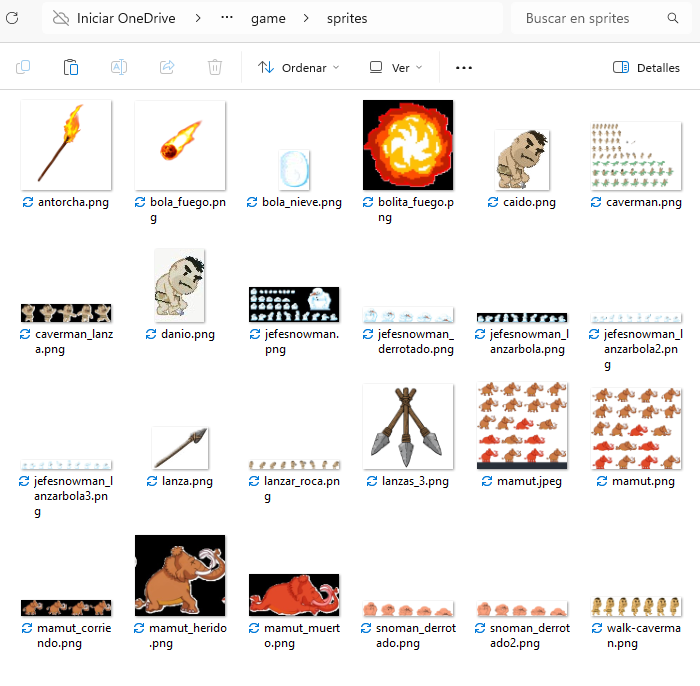 Iniciar OneDrive > ... game > sprites
Buscar en sprites
Ordenar
Ver
...
Detalles
antorcha.png
bola_fuego.pn
g
bola_nieve.png
bolita_fuego.p
ng
caido.png
caverman.png
caverman_lanz
a.png
danio.png
jefesnowman.
png
jefesnowman_
derrotado.png
jefesnowman_l
anzarbola.png
jefesnowman_l
anzarbola2.pn
g
jefesnowman_l
anzarbola3.pn
g
lanza.png
lanzar_roca.pn
g
lanzas_3.png
mamut.jpeg
mamut.png
mamut_corrie
ndo.png
mamut_herido
.png
mamut_muert
o.png
snoman_derrot
ado.png
snoman_derrot
ado2.png
walk-caverma
n.png